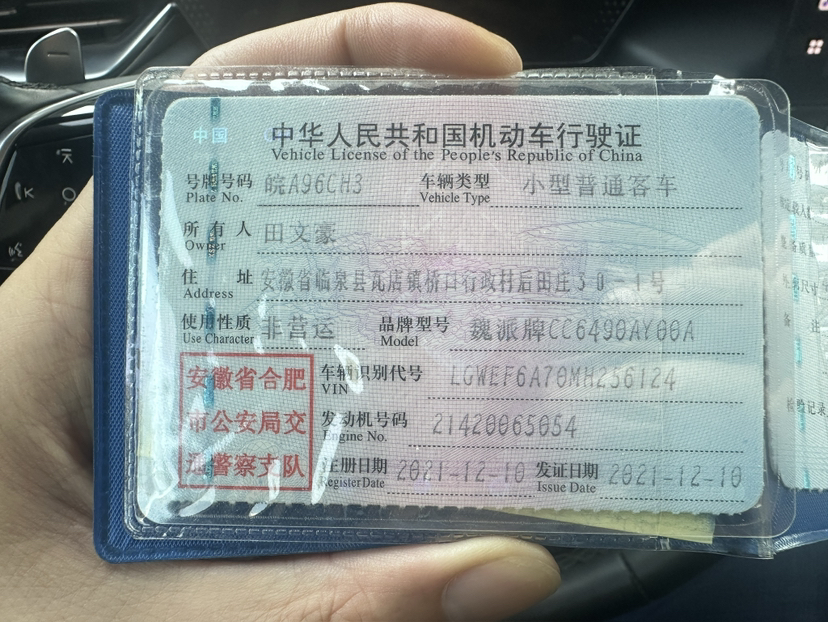 中国
中华人民共和国机动车行驶证
Vehicle License of the People's Republic of China
号牌号码 皖A96CH3 车辆类型 小型普通客车
Plate No. Vehicle Type
所有人 田文豪
Owner
住址 安徽省临泉县瓦店镇桥口行政村后田庄30-1号
Address
使用性质 非营运 品牌型号 魏派牌CC6490AY00A
Use Character Model
安徽省合肥
市公安局交
通警察支队
车辆识别代号 LGWEF6A70MH256124
VIN
发动机号码 21420065054
Engine No.
注册日期 2021-12-10 发证日期 2021-12-10
Register Date Issue Date